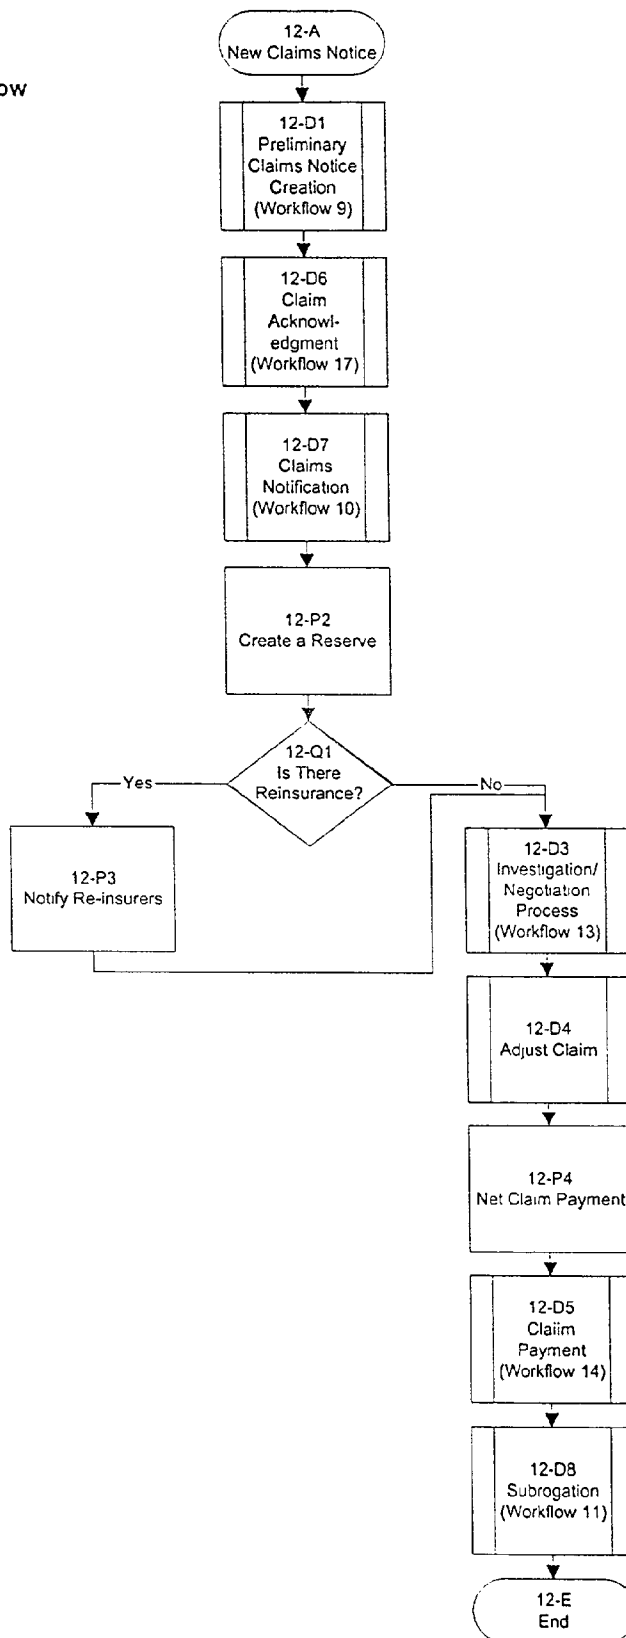 12-A
New Claims Notice
ow
12-D1
Preliminary
Claims Notice
Creation
(Workflow 9)
12-D6
Claim
Acknowl-
edgment
(Workflow 17)
12-D7
Claims
Notification
(Workflow 10)
12-P2
Create a Reserve
12-Q1
Is There
Reinsurance?
Yes
No
12-P3
Notify Re-insurers
12-D3
Investigation/
Negotiation
Process
(Workflow 13)
12-D4
Adjust Claim
12-P4
Net Claim Payment
12-D5
Claiim
Payment
(Workflow 14)
12-D8
Subrogation
(Workflow 11)
12-E
End